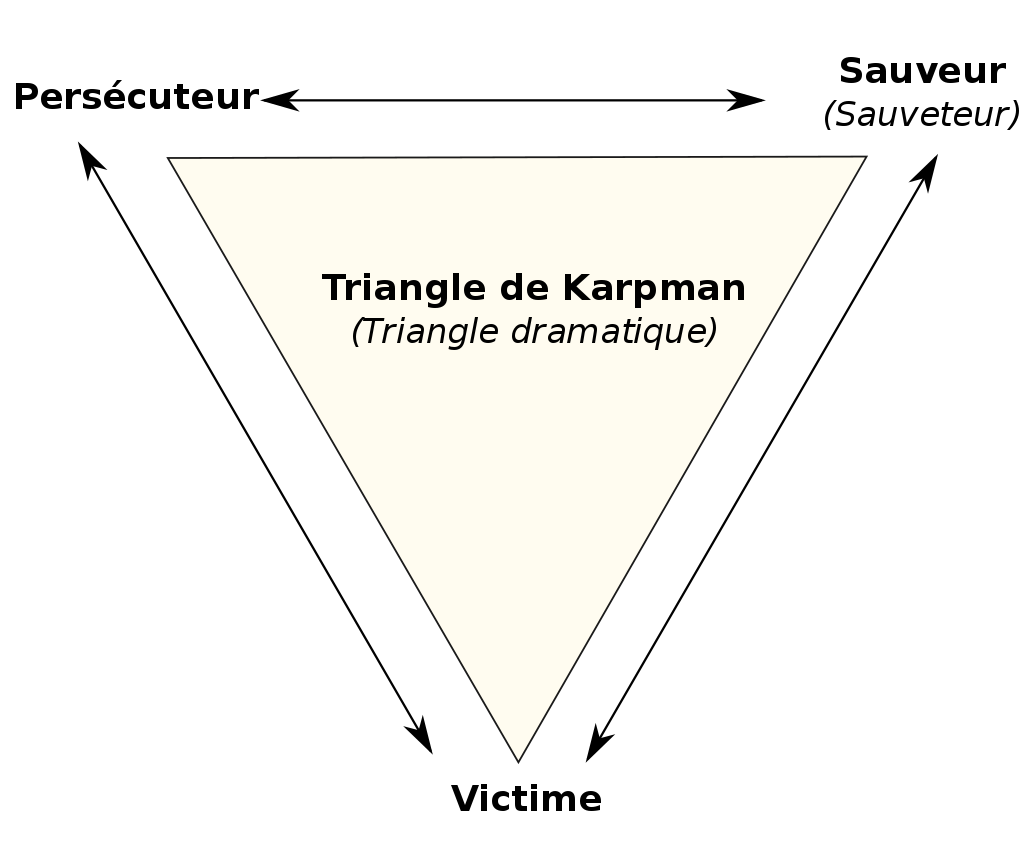 Persécuteur
Sauveur
(Sauveteur)
Triangle de Karpman
(Triangle dramatique)
Victime